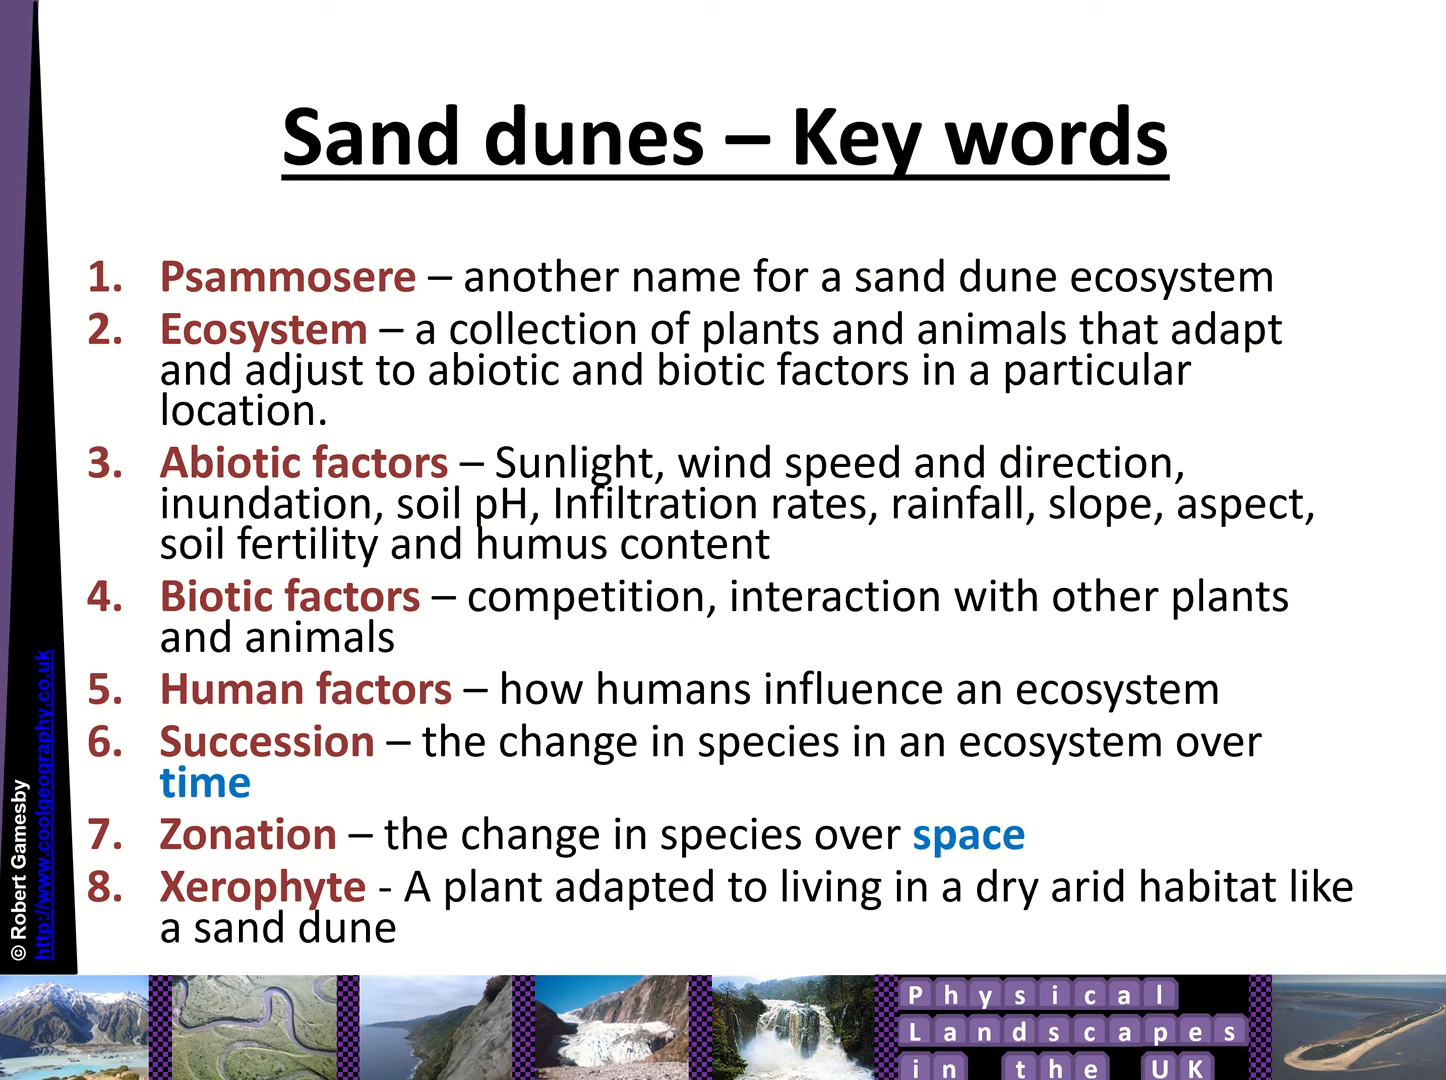 Sand dunes – Key words
1. Psammosere – another name for a sand dune ecosystem
2. Ecosystem – a collection of plants and animals that adapt
and adjust to abiotic and biotic factors in a particular
location.
3. Abiotic factors – Sunlight, wind speed and direction,
inundation, soil pH, Infiltration rates, rainfall, slope, aspect,
soil fertility and humus content
4. Biotic factors – competition, interaction with other plants
and animals
5. Human factors – how humans influence an ecosystem
6. Succession – the change in species in an ecosystem over
time
7. Zonation – the change in species over space
8. Xerophyte - A plant adapted to living in a dry arid habitat like
a sand dune
© Robert Gamesby
http://www.coolgeography.co.uk
Physical
Landscapes
in the UK